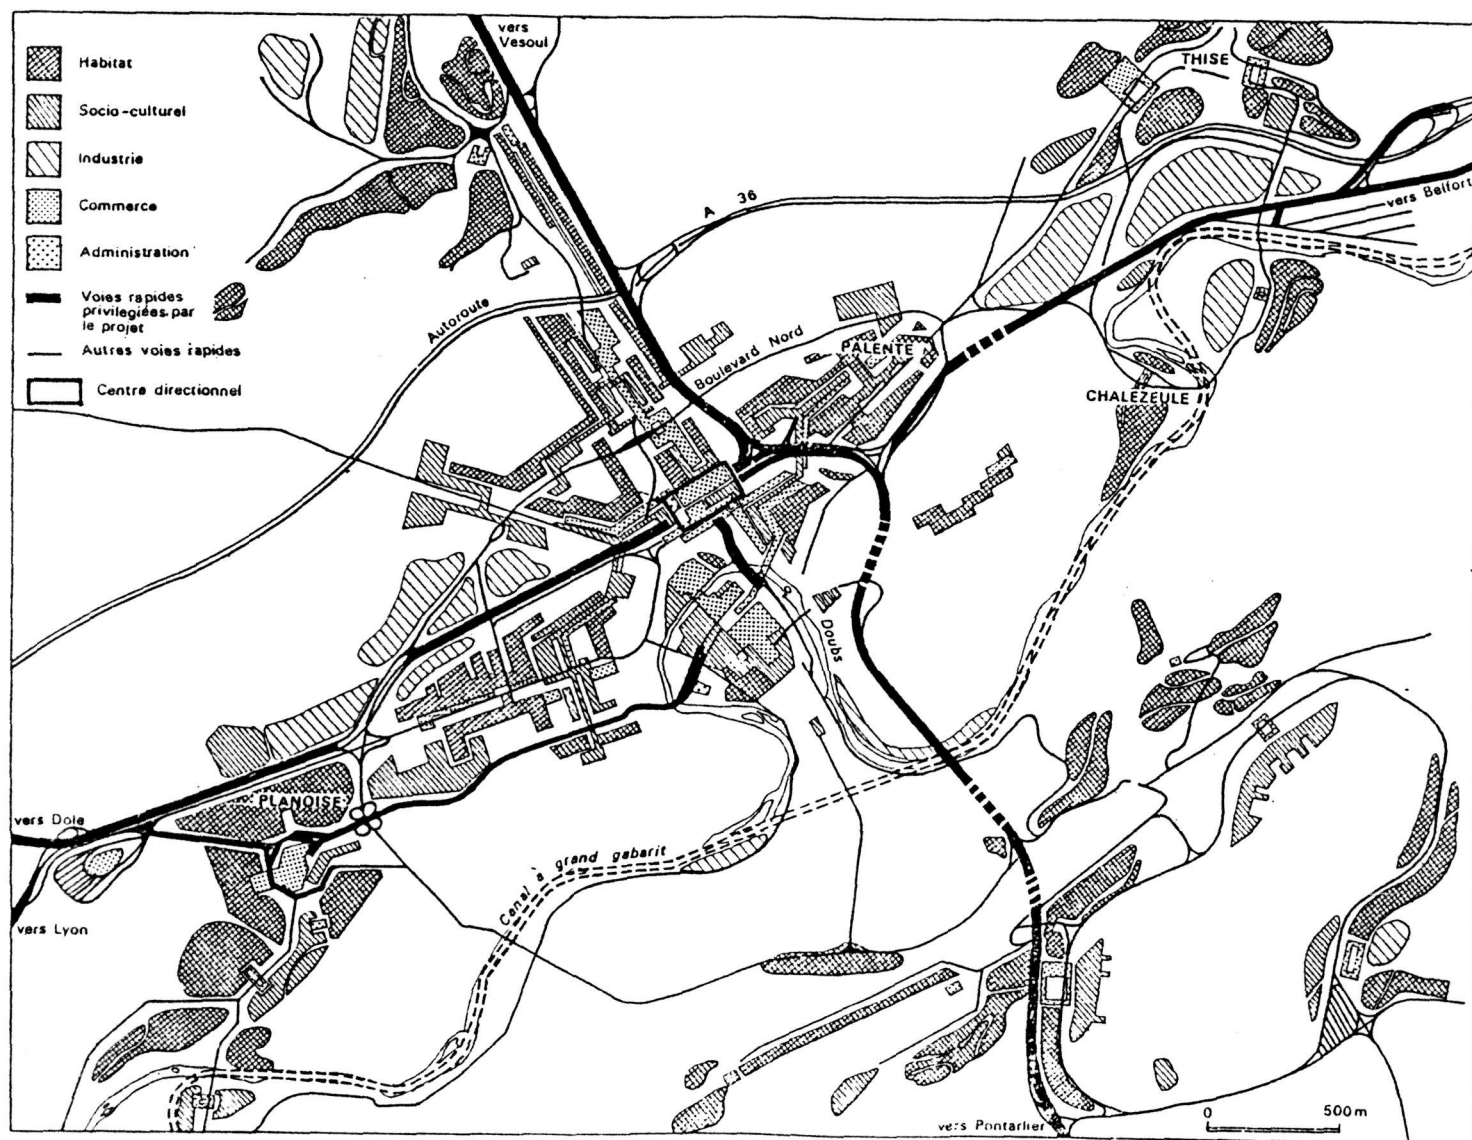 vers
Vesoul
Habitat
Socio-culturel
Industrie
Commerce
Administration
Voies rapides
privilégiées par
le projet
Autres voies rapides
Centre directionnel
THISE
vers Belfort
A 36
Autoroute
Boulevard Nord
PALENTE
CHALEZEULE
Doubs
PLANOISE
vers Dole
vers Lyon
Canal à grand gabarit
vers Pontarlier
0 500m